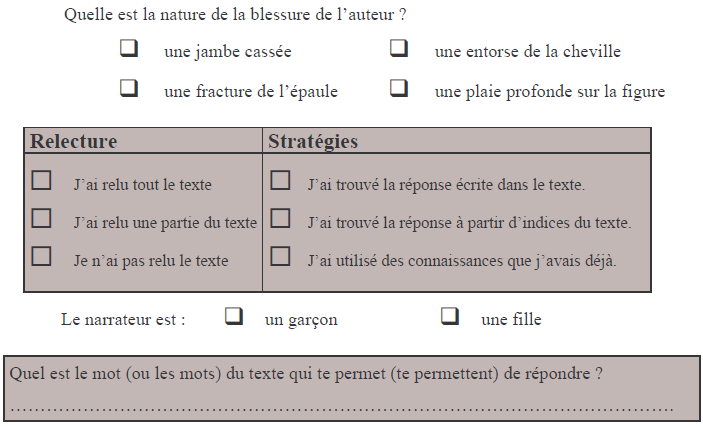 Quelle est la nature de la blessure de l’auteur ?
❑ une jambe cassée ❑ une entorse de la cheville
❑ une fracture de l’épaule ❑ une plaie profonde sur la figure
Relecture Stratégies
☐ J’ai relu tout le texte ☐ J’ai trouvé la réponse écrite dans le texte.
☐ J’ai relu une partie du texte ☐ J’ai trouvé la réponse à partir d’indices du texte.
☐ Je n’ai pas relu le texte ☐ J’ai utilisé des connaissances que j’avais déjà.
Le narrateur est : ❑ un garçon ❑ une fille
Quel est le mot (ou les mots) du texte qui te permet (te permettent) de répondre ?
……………………………………………………………………………………………….